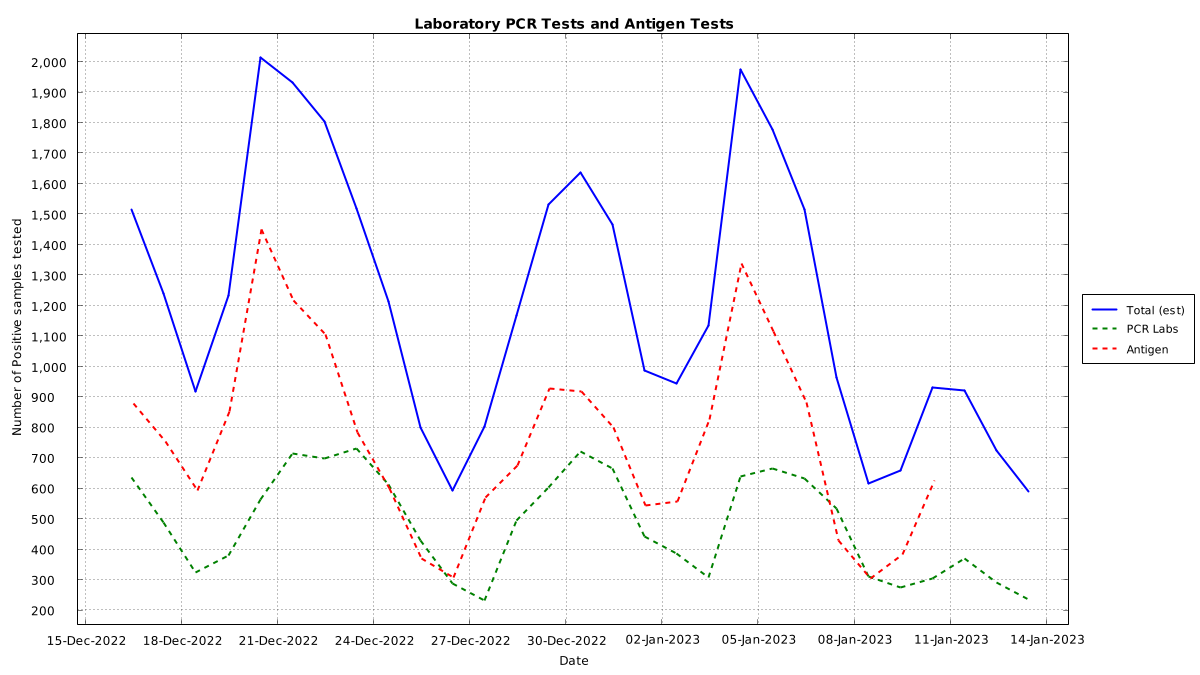 Laboratory PCR Tests and Antigen Tests
Number of Positive samples tested
2,000
1,900
1,800
1,700
1,600
1,500
1,400
1,300
1,200
1,100
1,000
900
800
700
600
500
400
300
200
15-Dec-2022 18-Dec-2022 21-Dec-2022 24-Dec-2022 27-Dec-2022 30-Dec-2022 02-Jan-2023 05-Jan-2023 08-Jan-2023 11-Jan-2023 14-Jan-2023
Date
Total (est)
PCR Labs
Antigen